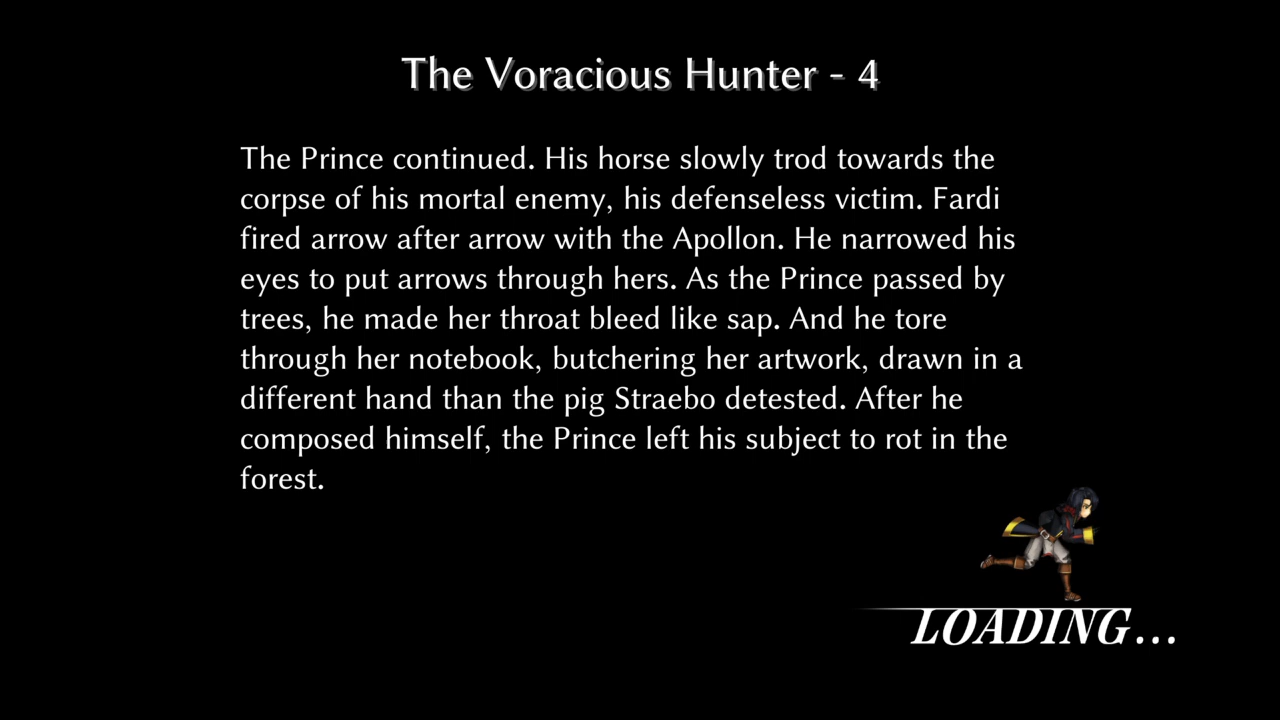 The Voracious Hunter - 4
The Prince continued. His horse slowly trod towards the
corpse of his mortal enemy, his defenseless victim. Fardi
fired arrow after arrow with the Apollon. He narrowed his
eyes to put arrows through hers. As the Prince passed by
trees, he made her throat bleed like sap. And he tore
through her notebook, butchering her artwork, drawn in a
different hand than the pig Straebo detested. After he
composed himself, the Prince left his subject to rot in the
forest.
LOADING...